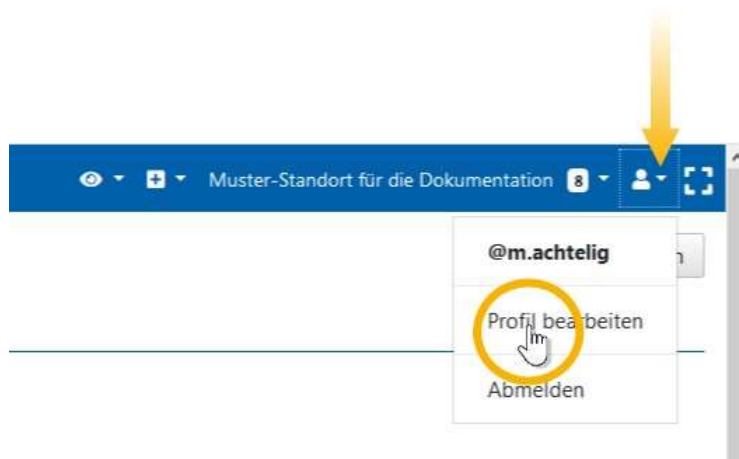 Muster-Standort für die Dokumentation 8
@m.achtelig
Profil bearbeiten
Abmelden